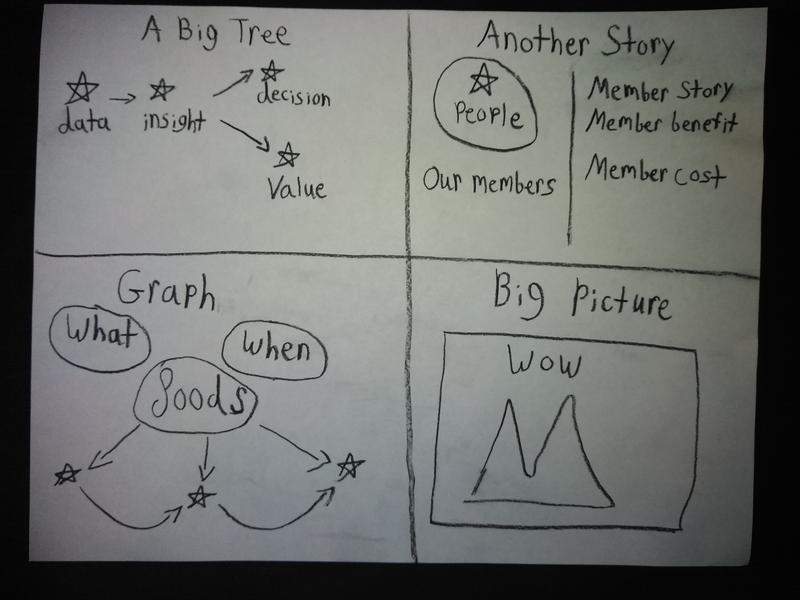 A Big Tree
data
insight
decision
Value
Another Story
People
Our members
Member Story
Member benefit
Member cost
Graph
What
When
Goods
Big Picture
WOW